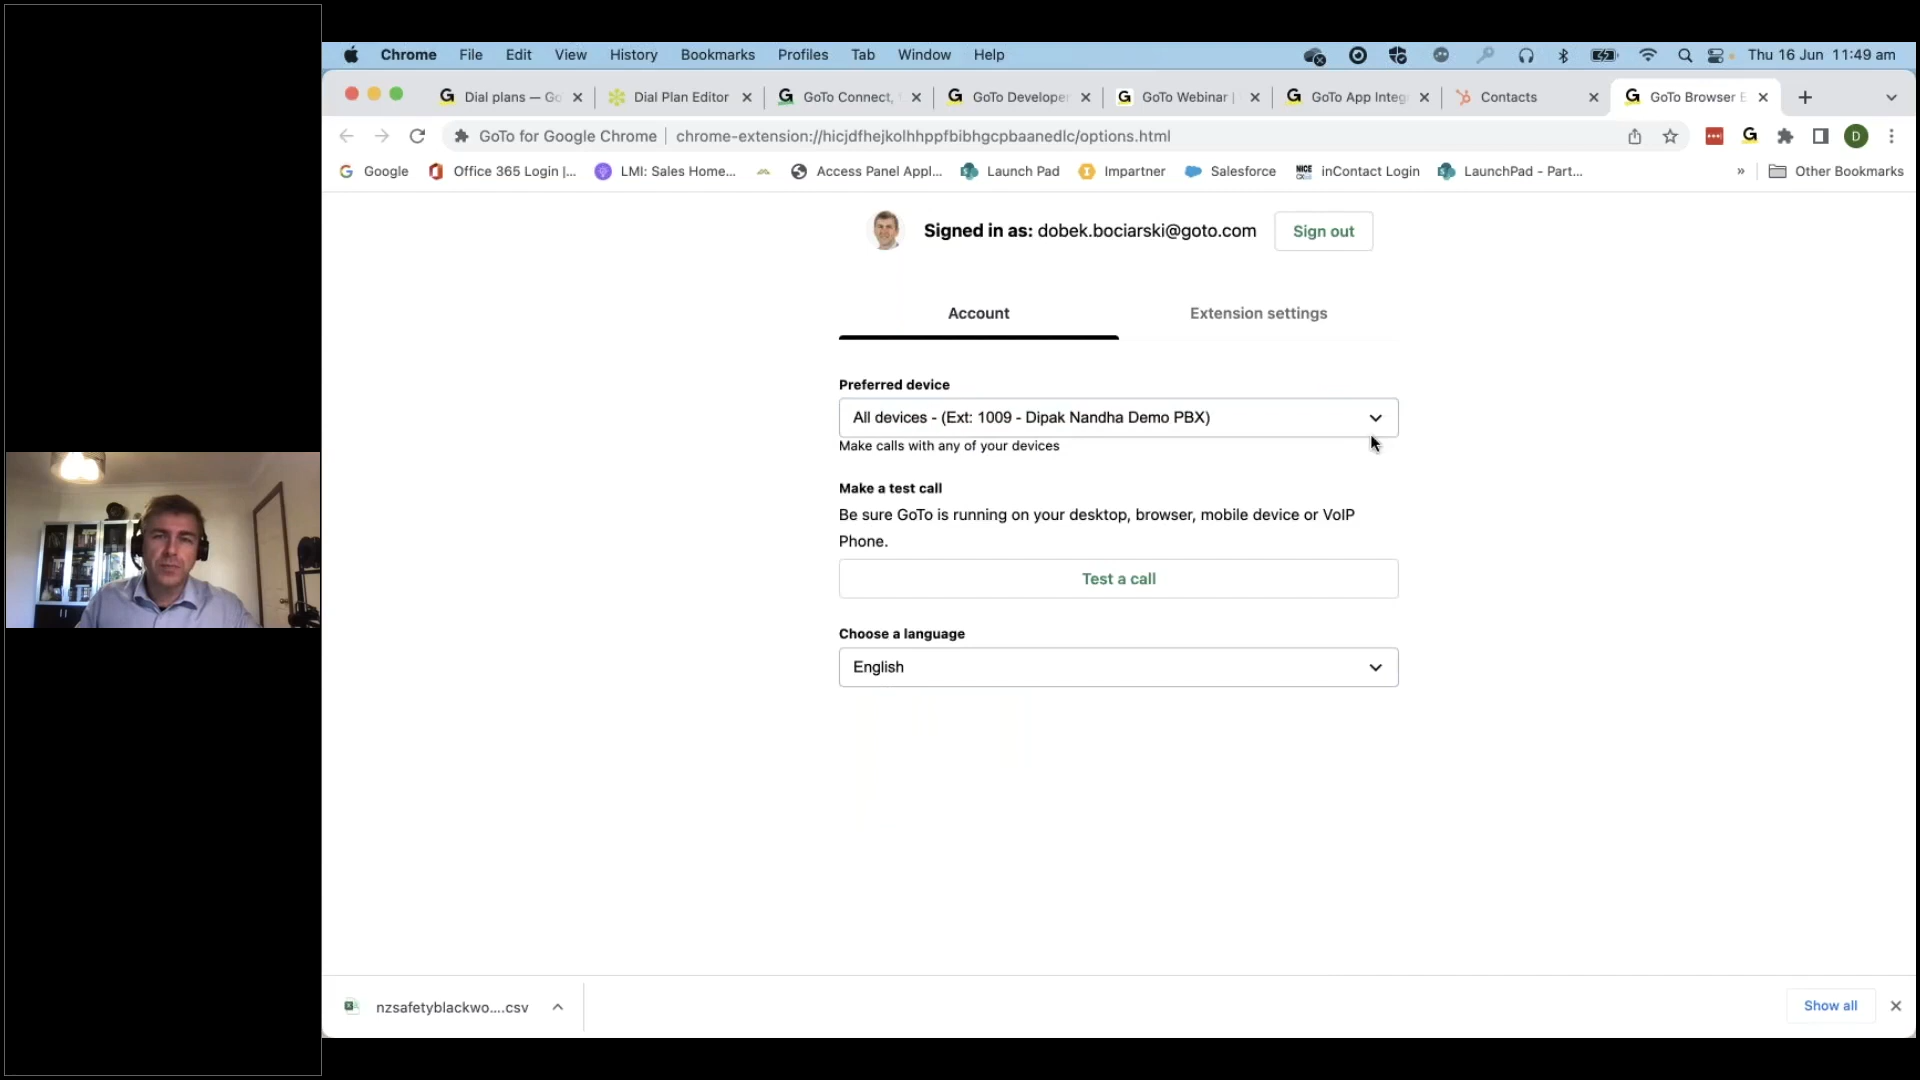 Chrome File Edit View History Bookmarks Profiles Tab Window Help Thu 16 Jun 11:49 am
Dial plans — Go Dial Plan Editor GoTo Connect, GoTo Developer GoTo Webinar | GoTo App Integ Contacts GoTo Browser E
GoTo for Google Chrome chrome-extension://hicjdfhejkolhhppfbibhgcpbaanedlc/options.html D
Google Office 365 Login |... LMI: Sales Home... Access Panel Appl... Launch Pad Impartner Salesforce inContact Login LaunchPad - Part... » Other Bookmarks
Signed in as: dobek.bociarski@goto.com Sign out
Account Extension settings
Preferred device
All devices - (Ext: 1009 - Dipak Nandha Demo PBX)
Make calls with any of your devices
Make a test call
Be sure GoTo is running on your desktop, browser, mobile device or VoIP
Phone.
Test a call
Choose a language
English
nzsafetyblackwo....csv Show all